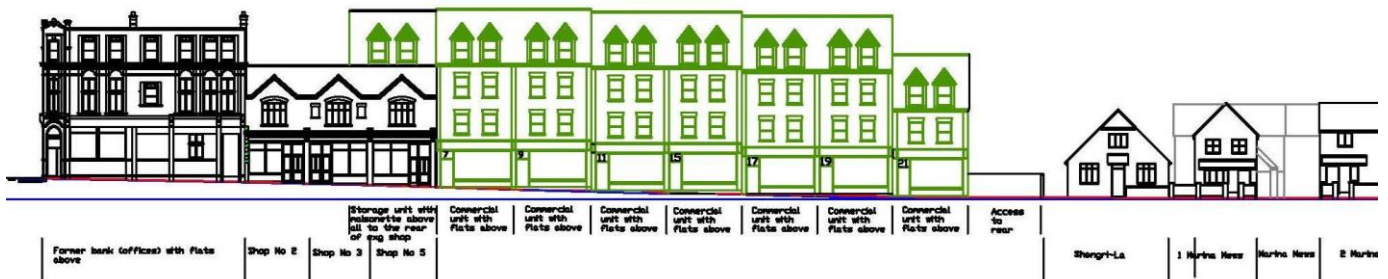 7
9
11
15
17
19
21
Storage unit with
maisonette above
all to the rear
of exg shop
Commercial
unit with
flats above
Commercial
unit with
flats above
Commercial
unit with
flats above
Commercial
unit with
flats above
Commercial
unit with
flats above
Commercial
unit with
flats above
Commercial
unit with
flats above
Access
to
rear
Former bank (offices) with flats
above
Shop No 2
Shop No 3
Shop No 5
Shangri-La
1 Marina Mews
Marina Mews
2 Marina